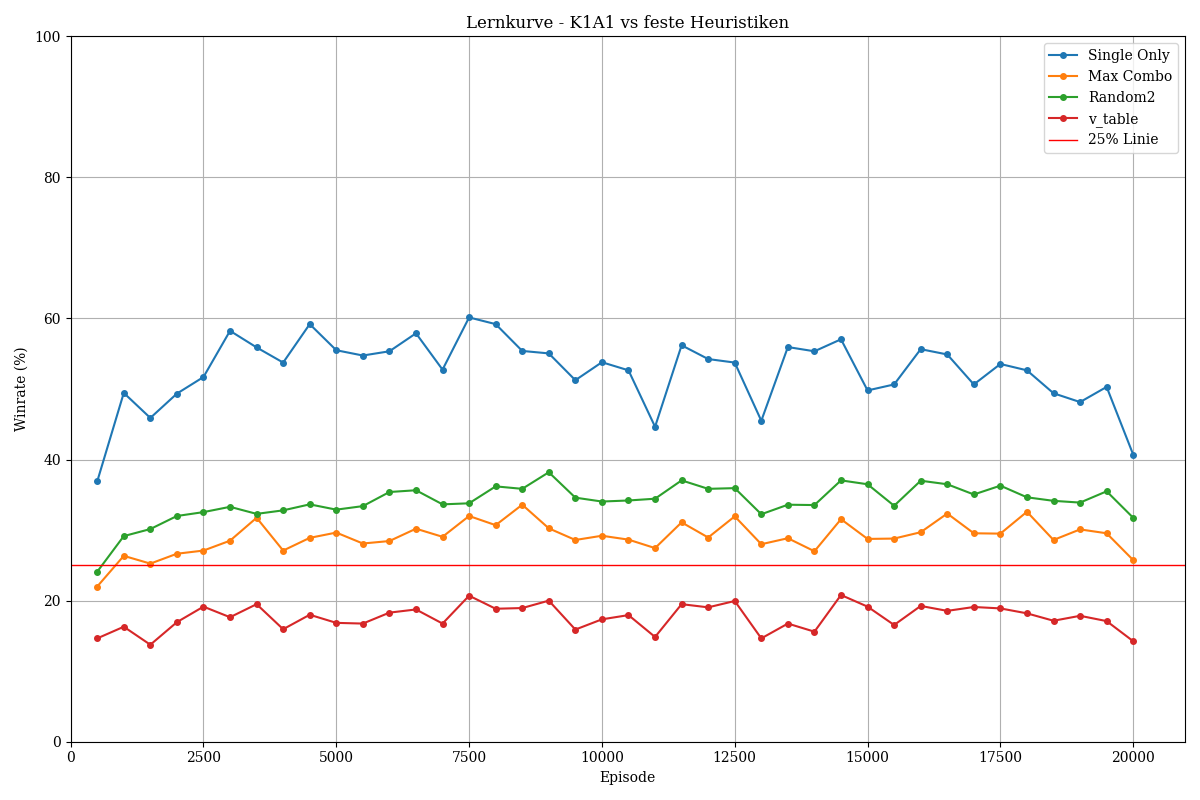 Lernkurve - K1A1 vs feste Heuristiken
100
80
60
40
20
0
Winrate (%)
Single Only
Max Combo
Random2
v_table
25% Linie
0 2500 5000 7500 10000 12500 15000 17500 20000
Episode